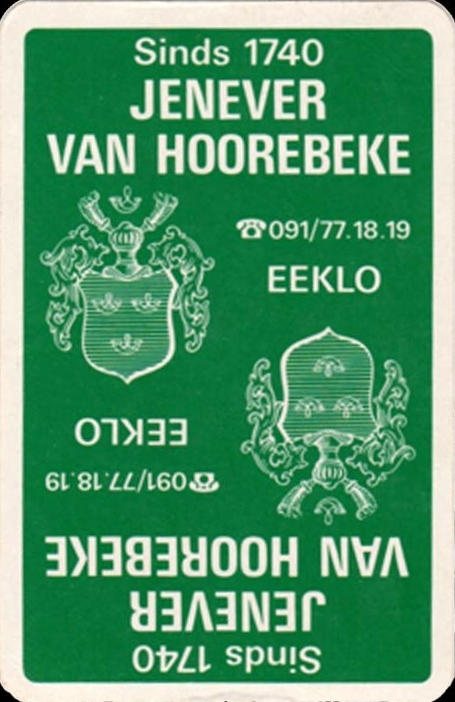 Sinds 1740
JENEVER
VAN HOOREBEKE
☎091/77.18.19
EEKLO
EEKLO
☎091/77.18.19
VAN HOOREBEKE
JENEVER
Sinds 1740